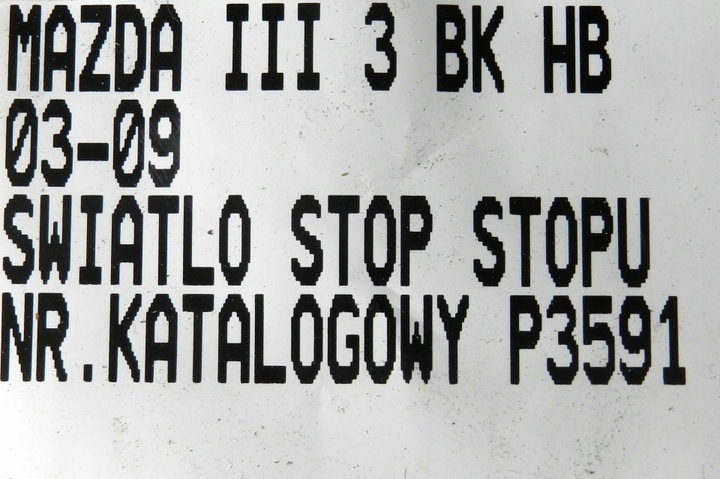 MAZDA III 3 BK HB
03-09
SWIATLO STOP STOPU
NR.KATALOGOWY P3591